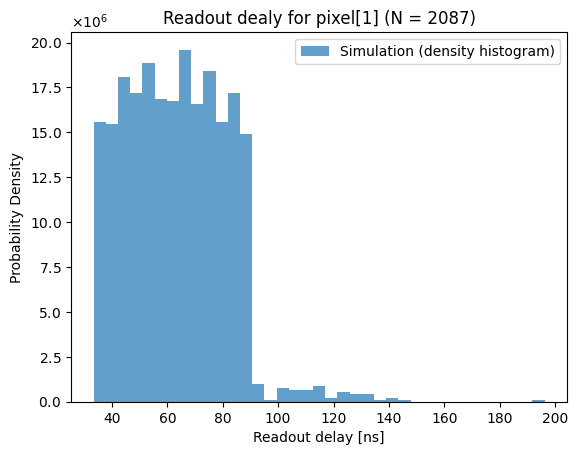 Readout dealy for pixel[1] (N = 2087)
×10⁶
Simulation (density histogram)
20.0
17.5
15.0
12.5
10.0
7.5
5.0
2.5
0.0
Probability Density
40 60 80 100 120 140 160 180 200
Readout delay [ns]